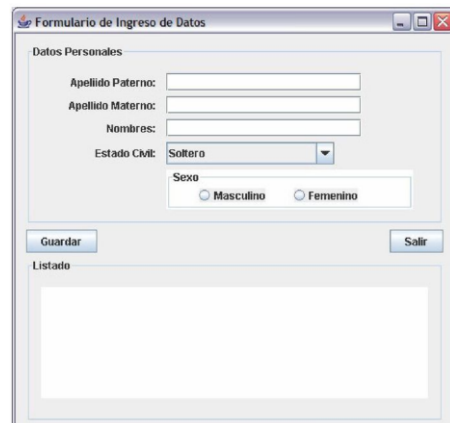 Formulario de Ingreso de Datos
Datos Personales
Apellido Paterno:
Apellido Materno:
Nombres:
Estado Civil: Soltero
Sexo
Masculino Femenino
Guardar Salir
Listado